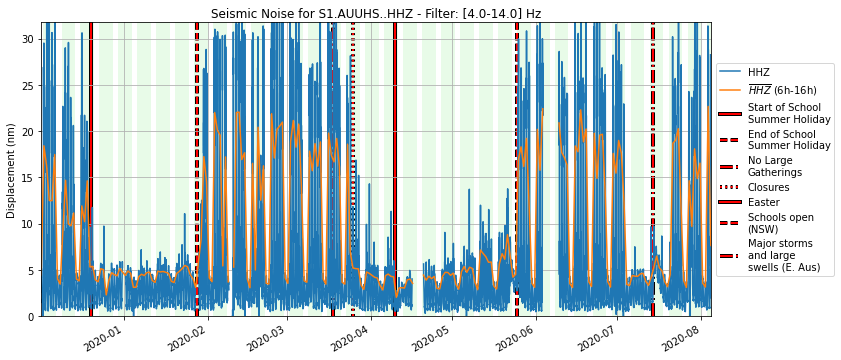 Seismic Noise for S1.AUUHS..HHZ - Filter: [4.0-14.0] Hz
Displacement (nm)
30
25
20
15
10
5
0
2020-01
2020-02
2020-03
2020-04
2020-05
2020-06
2020-07
2020-08
HHZ
HHZ (6h-16h)
Start of School
Summer Holiday
End of School
Summer Holiday
No Large
Gatherings
Closures
Easter
Schools open
(NSW)
Major storms
and large
swells (E. Aus)